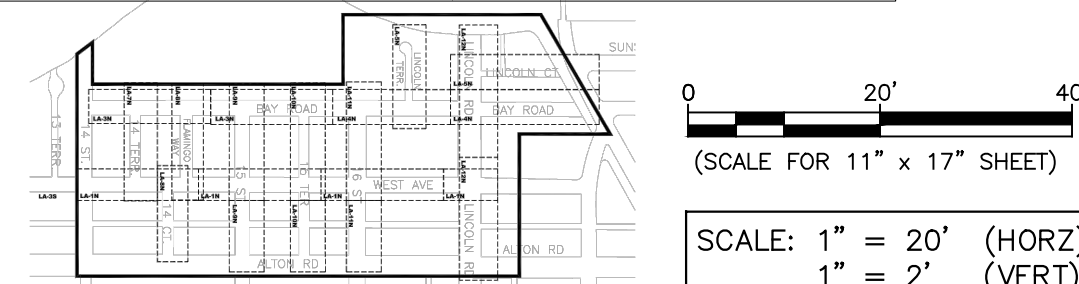 SUNS
LINCOLN TERR.
LINCOLN RD
LINCOLN CT.
LA-5N
LA-12N
LA-7N
LA-8N
LA-9N
LA-10N
LA-11N
LA-5N
BAY ROAD
BAY ROAD
LA-3N
LA-3N
LA-4N
LA-4N
13 TERR
14 ST.
14 TERR.
FLAMINGO WAY
15 ST
16 TER
16 ST
LA-12N
LA-8N
WEST AVE
LA-3S
LA-1N
LA-1N
LA-1N
LA-1N
14 CT.
LA-9N
LA-10N
LA-11N
LINCOLN RD
ALTON RD
ALTON RD
0 20' 40
(SCALE FOR 11" x 17" SHEET)
SCALE: 1" = 20' (HORZ)
1" = 2' (VERT)